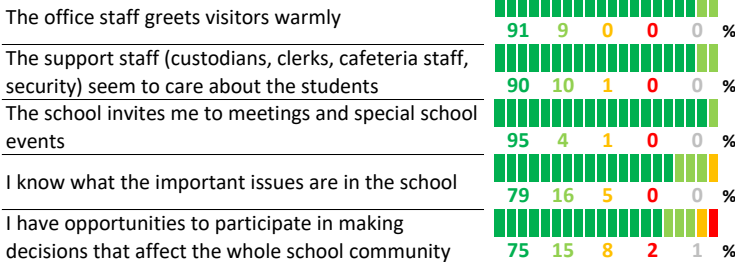 The office staff greets visitors warmly
91 9 0 0 0 %
The support staff (custodians, clerks, cafeteria staff,
security) seem to care about the students
90 10 1 0 0 %
The school invites me to meetings and special school
events
95 4 1 0 0 %
I know what the important issues are in the school
79 16 5 0 0 %
I have opportunities to participate in making
decisions that affect the whole school community
75 15 8 2 1 %